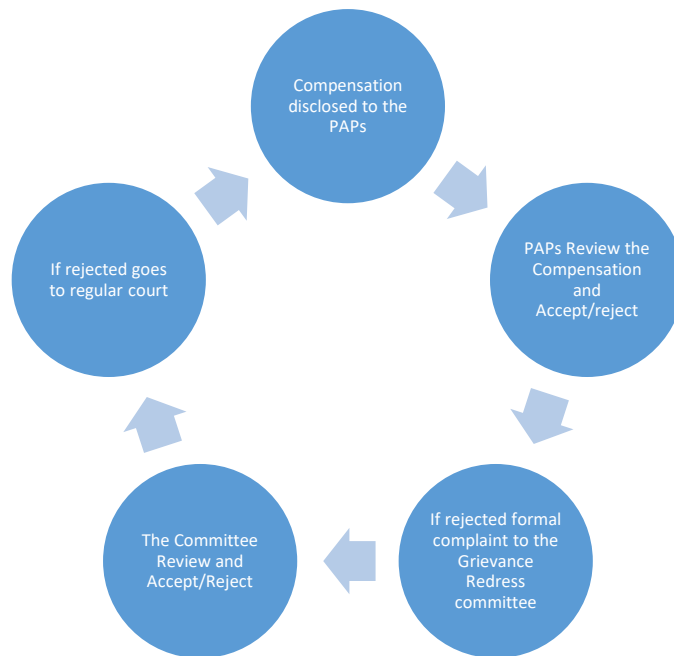 Compensation
disclosed to the
PAPs
PAPs Review the
Compensation
and
Accept/reject
If rejected formal
complaint to the
Grievance
Redress
committee
The Committee
Review and
Accept/Reject
If rejected goes
to regular court